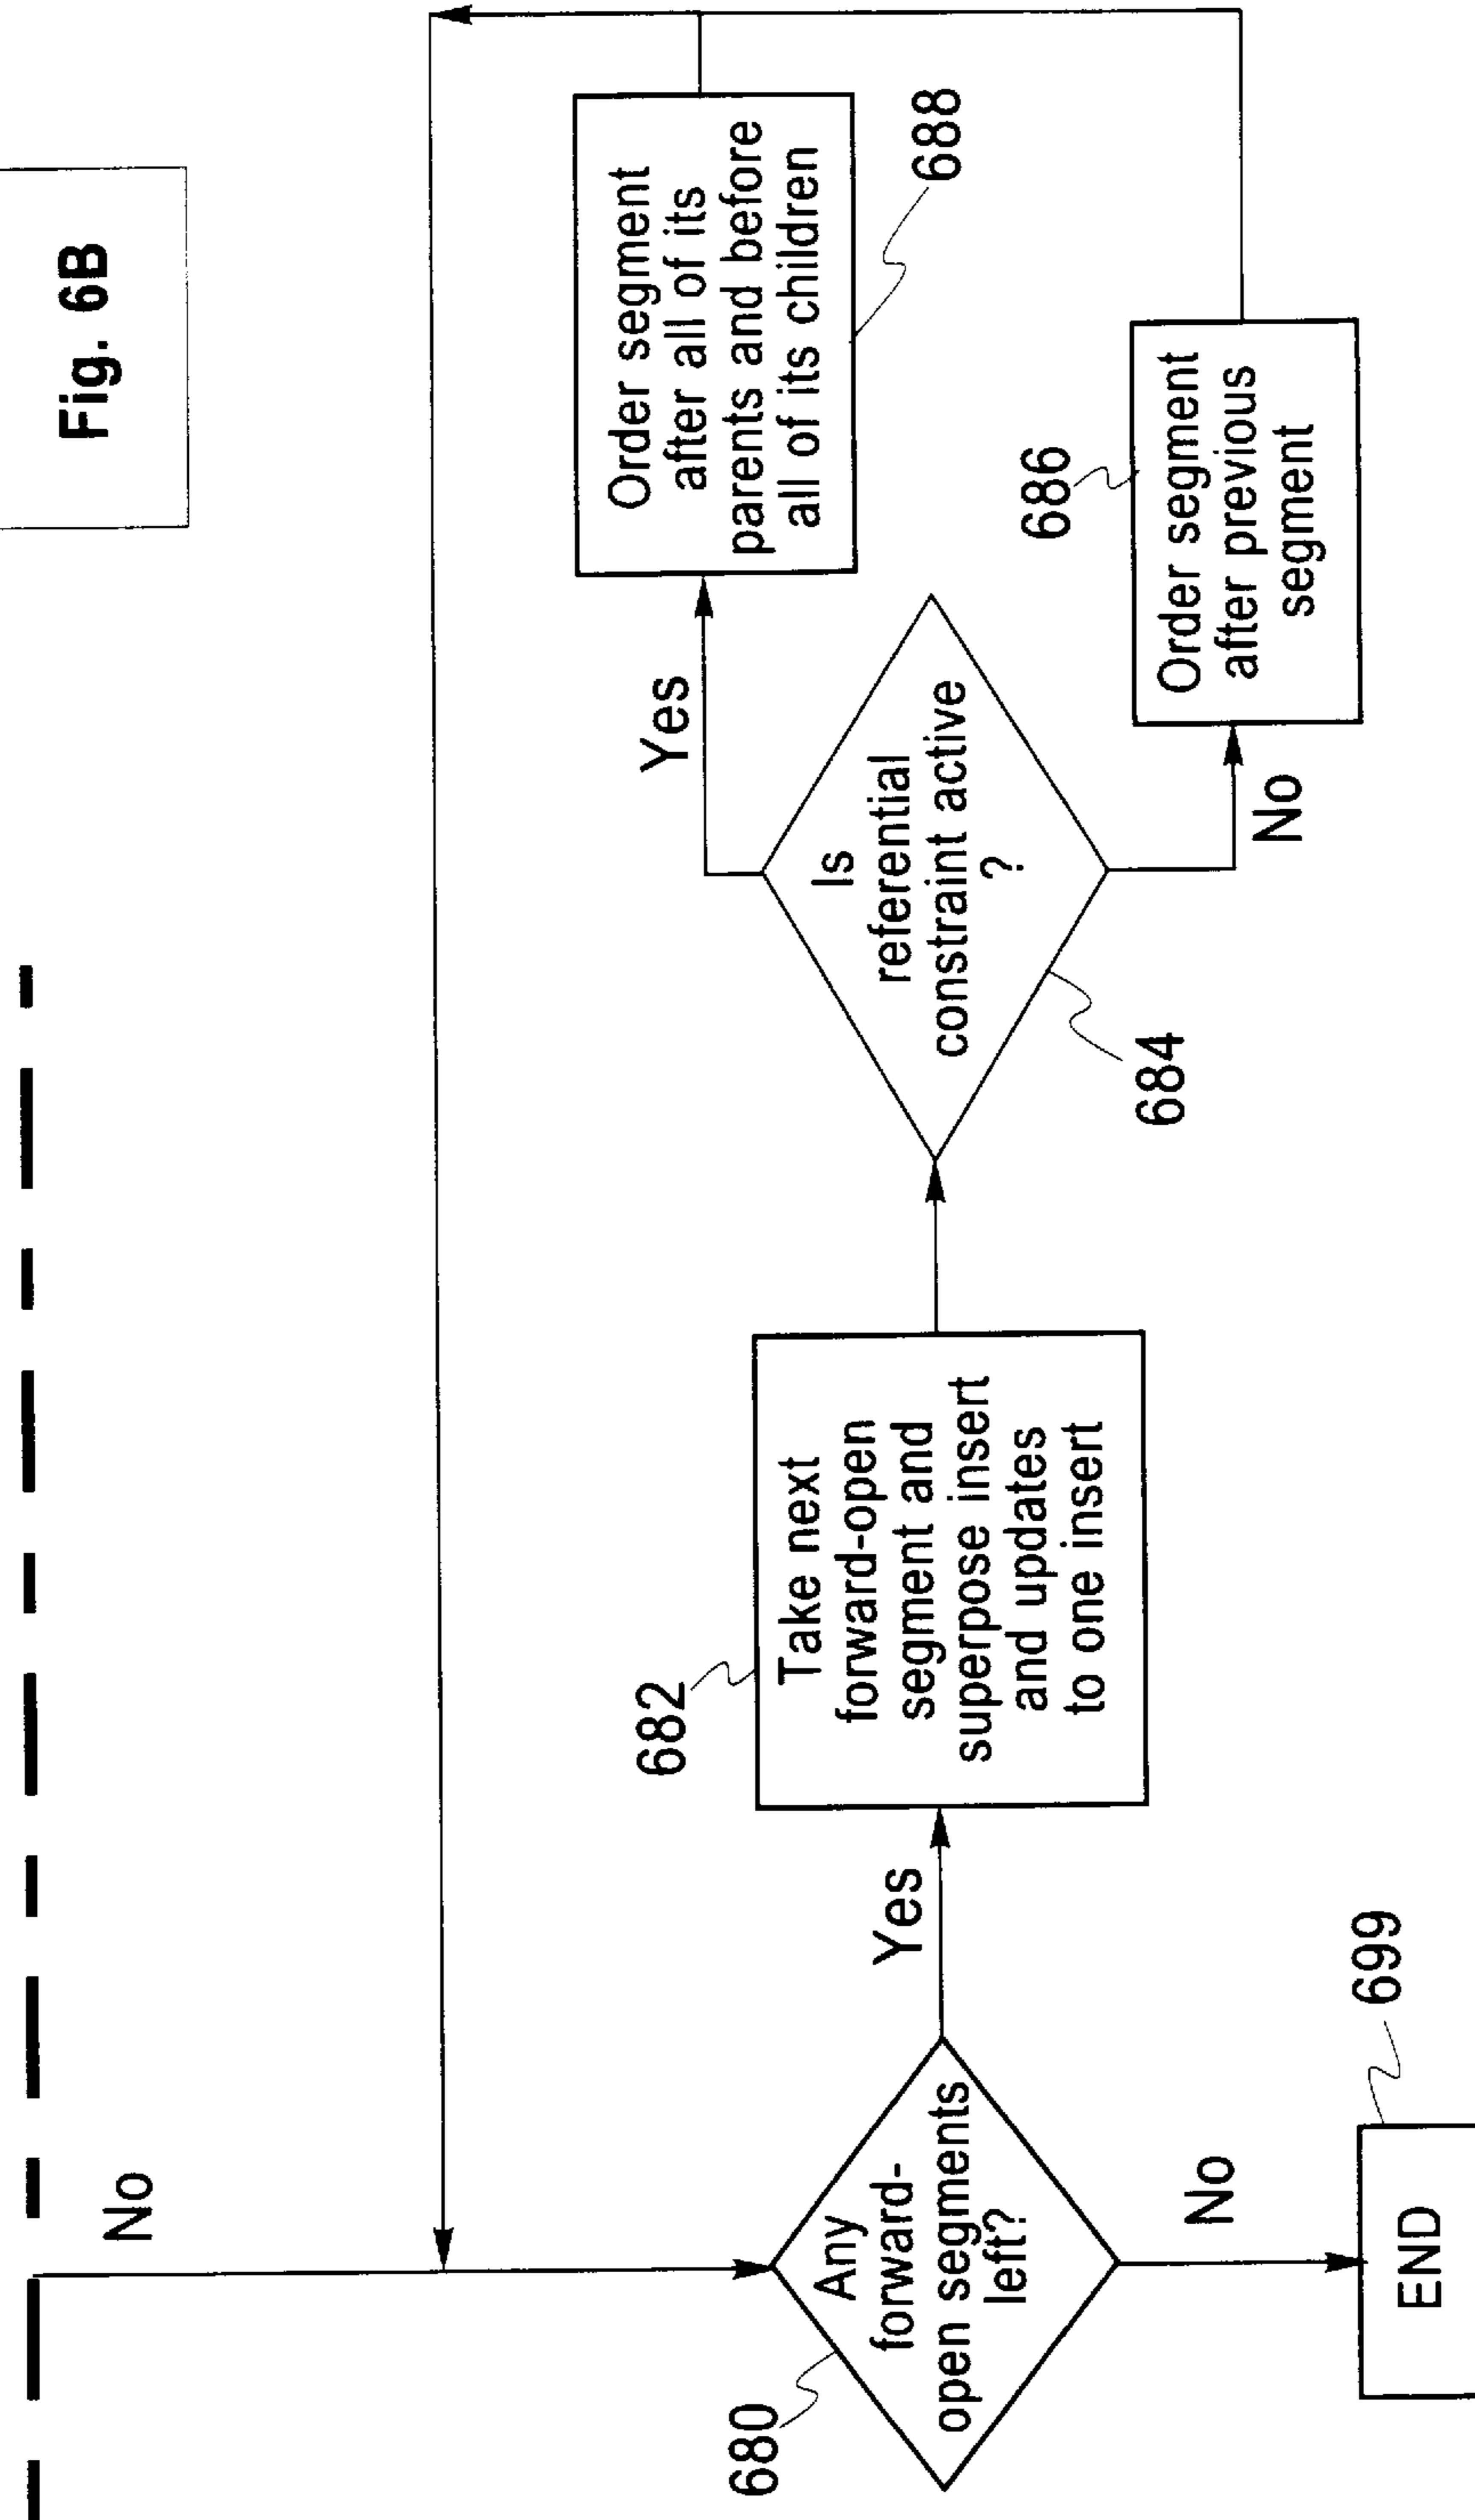 Fig. 6B
No
680
Any
forward-
open segments
left?
Yes
No
699
END
682
Take next
forward-open
segment and
superpose insert
and updates
to one insert
684
Is
referential
constraint active
?
Yes
No
688
Order segment
after all of its
parents and before
all of its children
686
Order segment
after previous
segment